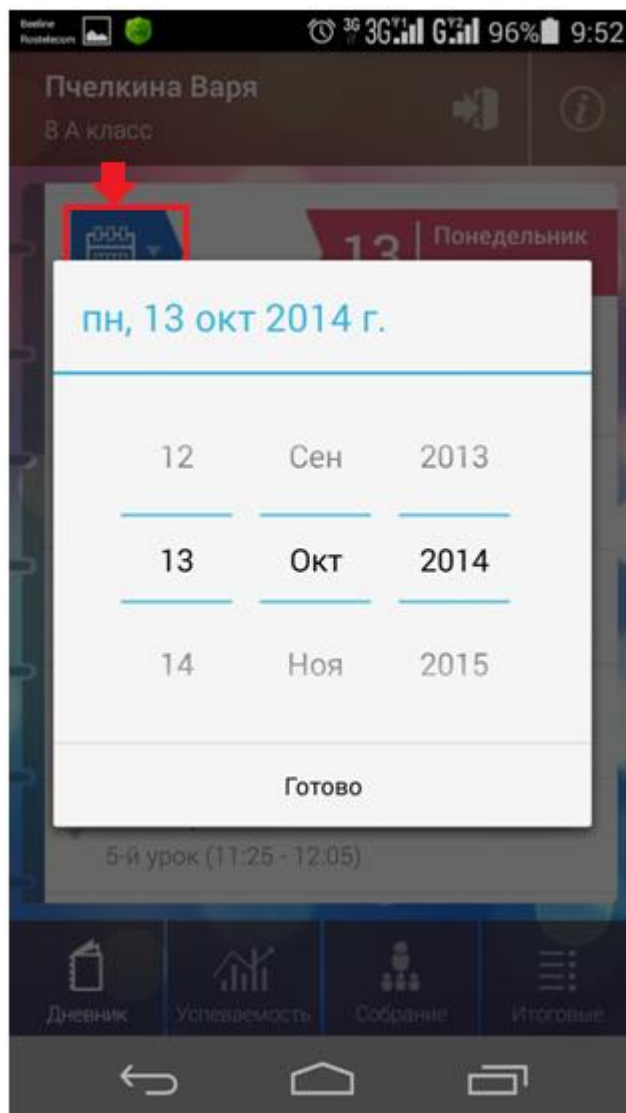 Beeline
Rostelecom
3G 3G G 96% 9:52
Пчелкина Варя
8 А класс
13 Понедельник
пн, 13 окт 2014 г.
12 Сен 2013
13 Окт 2014
14 Ноя 2015
Готово
5-й урок (11:25 - 12:05)
Дневник Успеваемость Собрание Итоговые